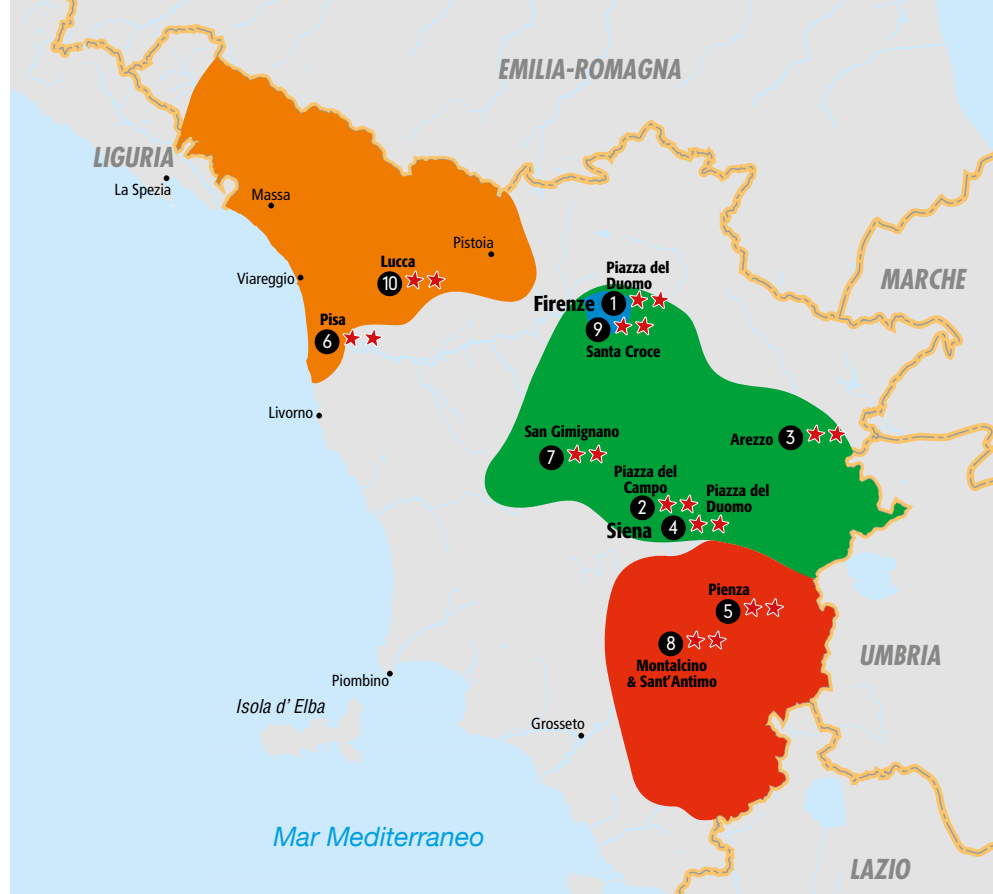 EMILIA-ROMAGNA
LIGURIA
La Spezia
Massa
Pistoia
Lucca
10
Viareggio
Pisa
6
Livorno
Piazza del
Duomo
Firenze 1
9
Santa Croce
MARCHE
San Gimignano
7
Arezzo 3
Piazza del
Campo
2
Piazza del
Duomo
Siena 4
Pienza
5
8
Montalcino
& Sant'Antimo
UMBRIA
Piombino
Isola d' Elba
Grosseto
Mar Mediterraneo
LAZIO